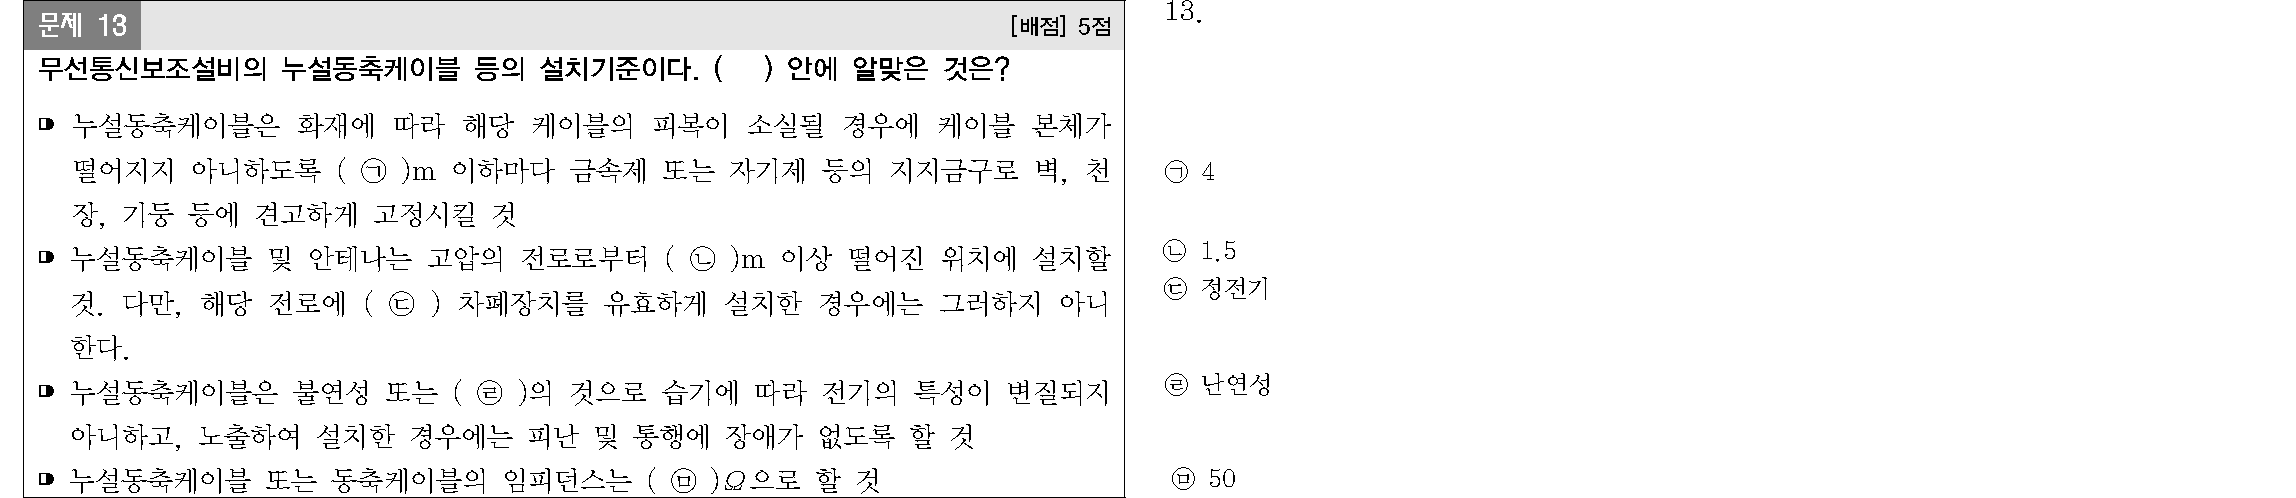 문제 13 [배점] 5점
무선통신보조설비의 누설동축케이블 등의 설치기준이다. (    ) 안에 알맞은 것은?
누설동축케이블은 화재에 따라 해당 케이블의 피복이 소실될 경우에 케이블 본체가
떨어지지 아니하도록 ( ㉠ )m 이하마다 금속제 또는 자기제 등의 지지금구로 벽, 천
장, 기둥 등에 견고하게 고정시킬 것
누설동축케이블 및 안테나는 고압의 전로로부터 ( ㉡ )m 이상 떨어진 위치에 설치할
것. 다만, 해당 전로에 ( ㉢ ) 차폐장치를 유효하게 설치한 경우에는 그러하지 아니
한다.
누설동축케이블은 불연성 또는 ( ㉣ )의 것으로 습기에 따라 전기의 특성이 변질되지
아니하고, 노출하여 설치한 경우에는 피난 및 통행에 장애가 없도록 할 것
누설동축케이블 또는 동축케이블의 임피던스는 ( ㉤ )Ω으로 할 것
13.
㉠ 4
㉡ 1.5
㉢ 정전기
㉣ 난연성
㉤ 50